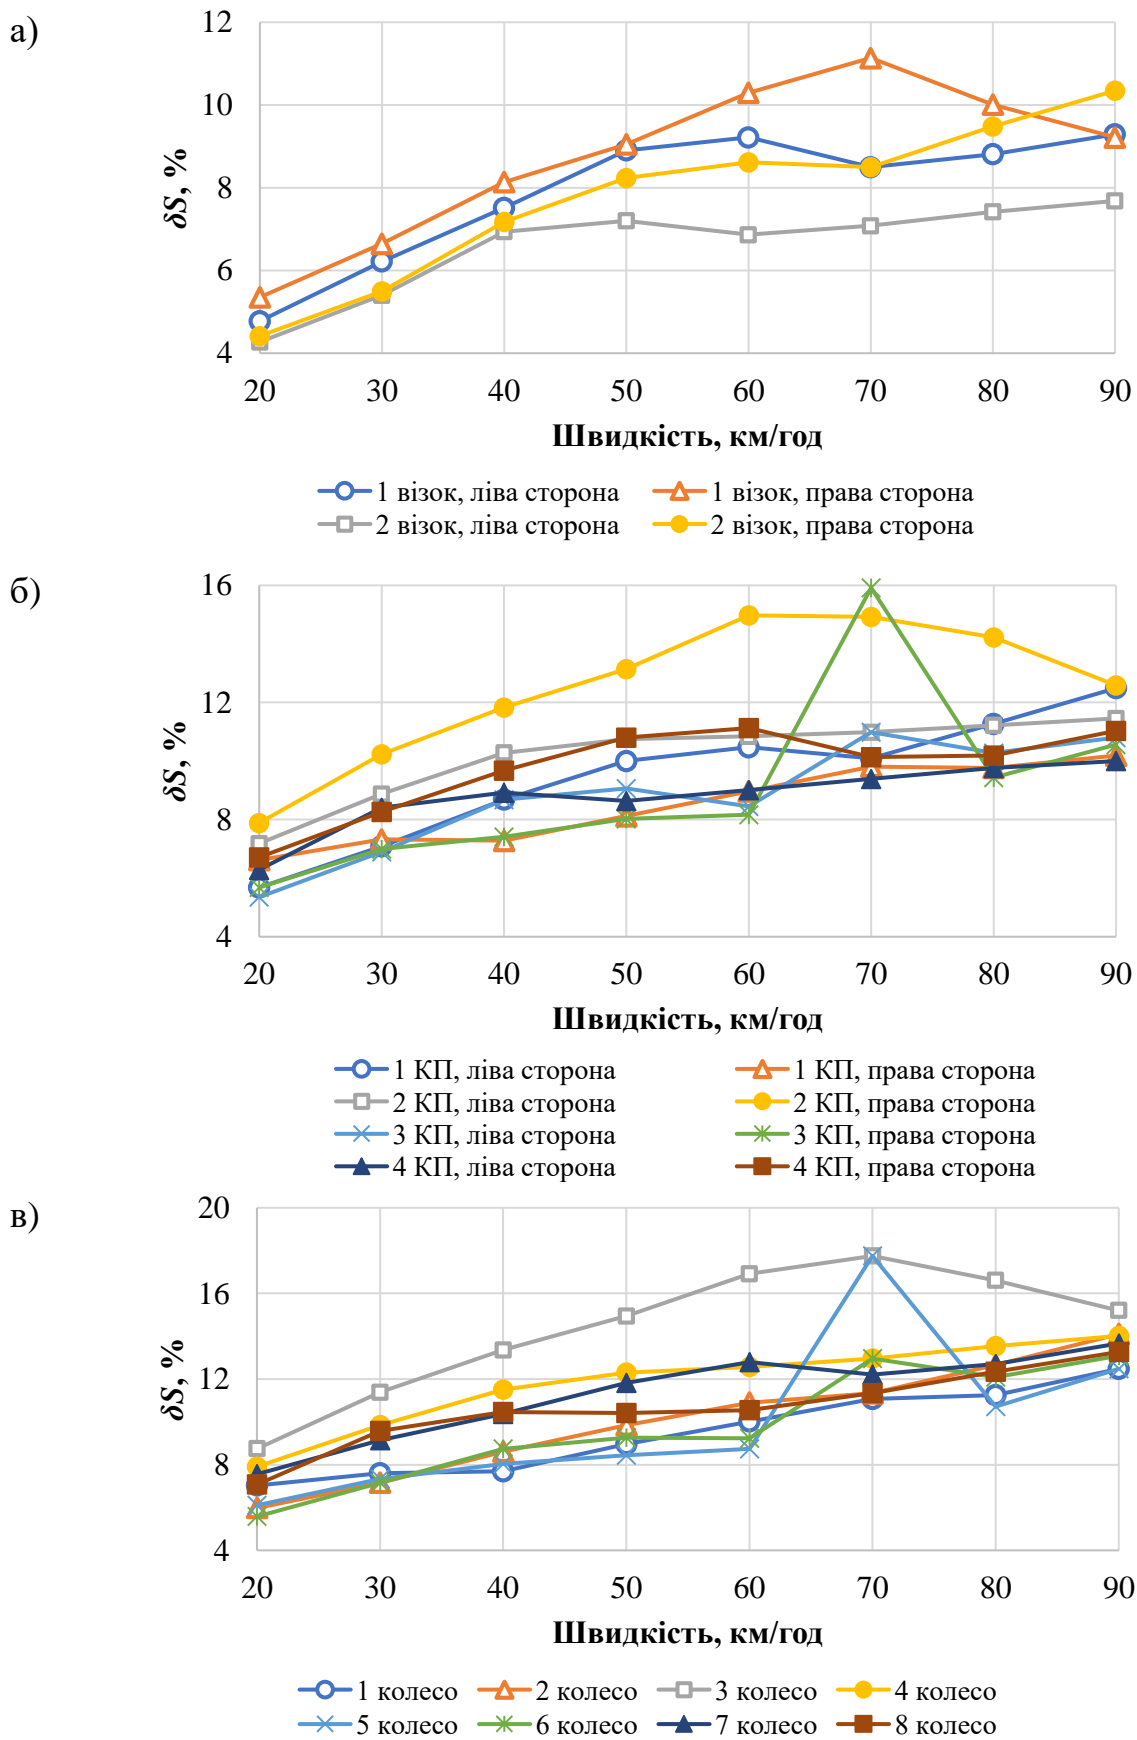 а)
12
10
8
6
4
δS, %
20 30 40 50 60 70 80 90
Швидкість, км/год
1 візок, ліва сторона 1 візок, права сторона
2 візок, ліва сторона 2 візок, права сторона
б)
16
12
8
4
δS, %
20 30 40 50 60 70 80 90
Швидкість, км/год
1 КП, ліва сторона 1 КП, права сторона
2 КП, ліва сторона 2 КП, права сторона
3 КП, ліва сторона 3 КП, права сторона
4 КП, ліва сторона 4 КП, права сторона
в)
20
16
12
8
4
δS, %
20 30 40 50 60 70 80 90
Швидкість, км/год
1 колесо 2 колесо 3 колесо 4 колесо
5 колесо 6 колесо 7 колесо 8 колесо